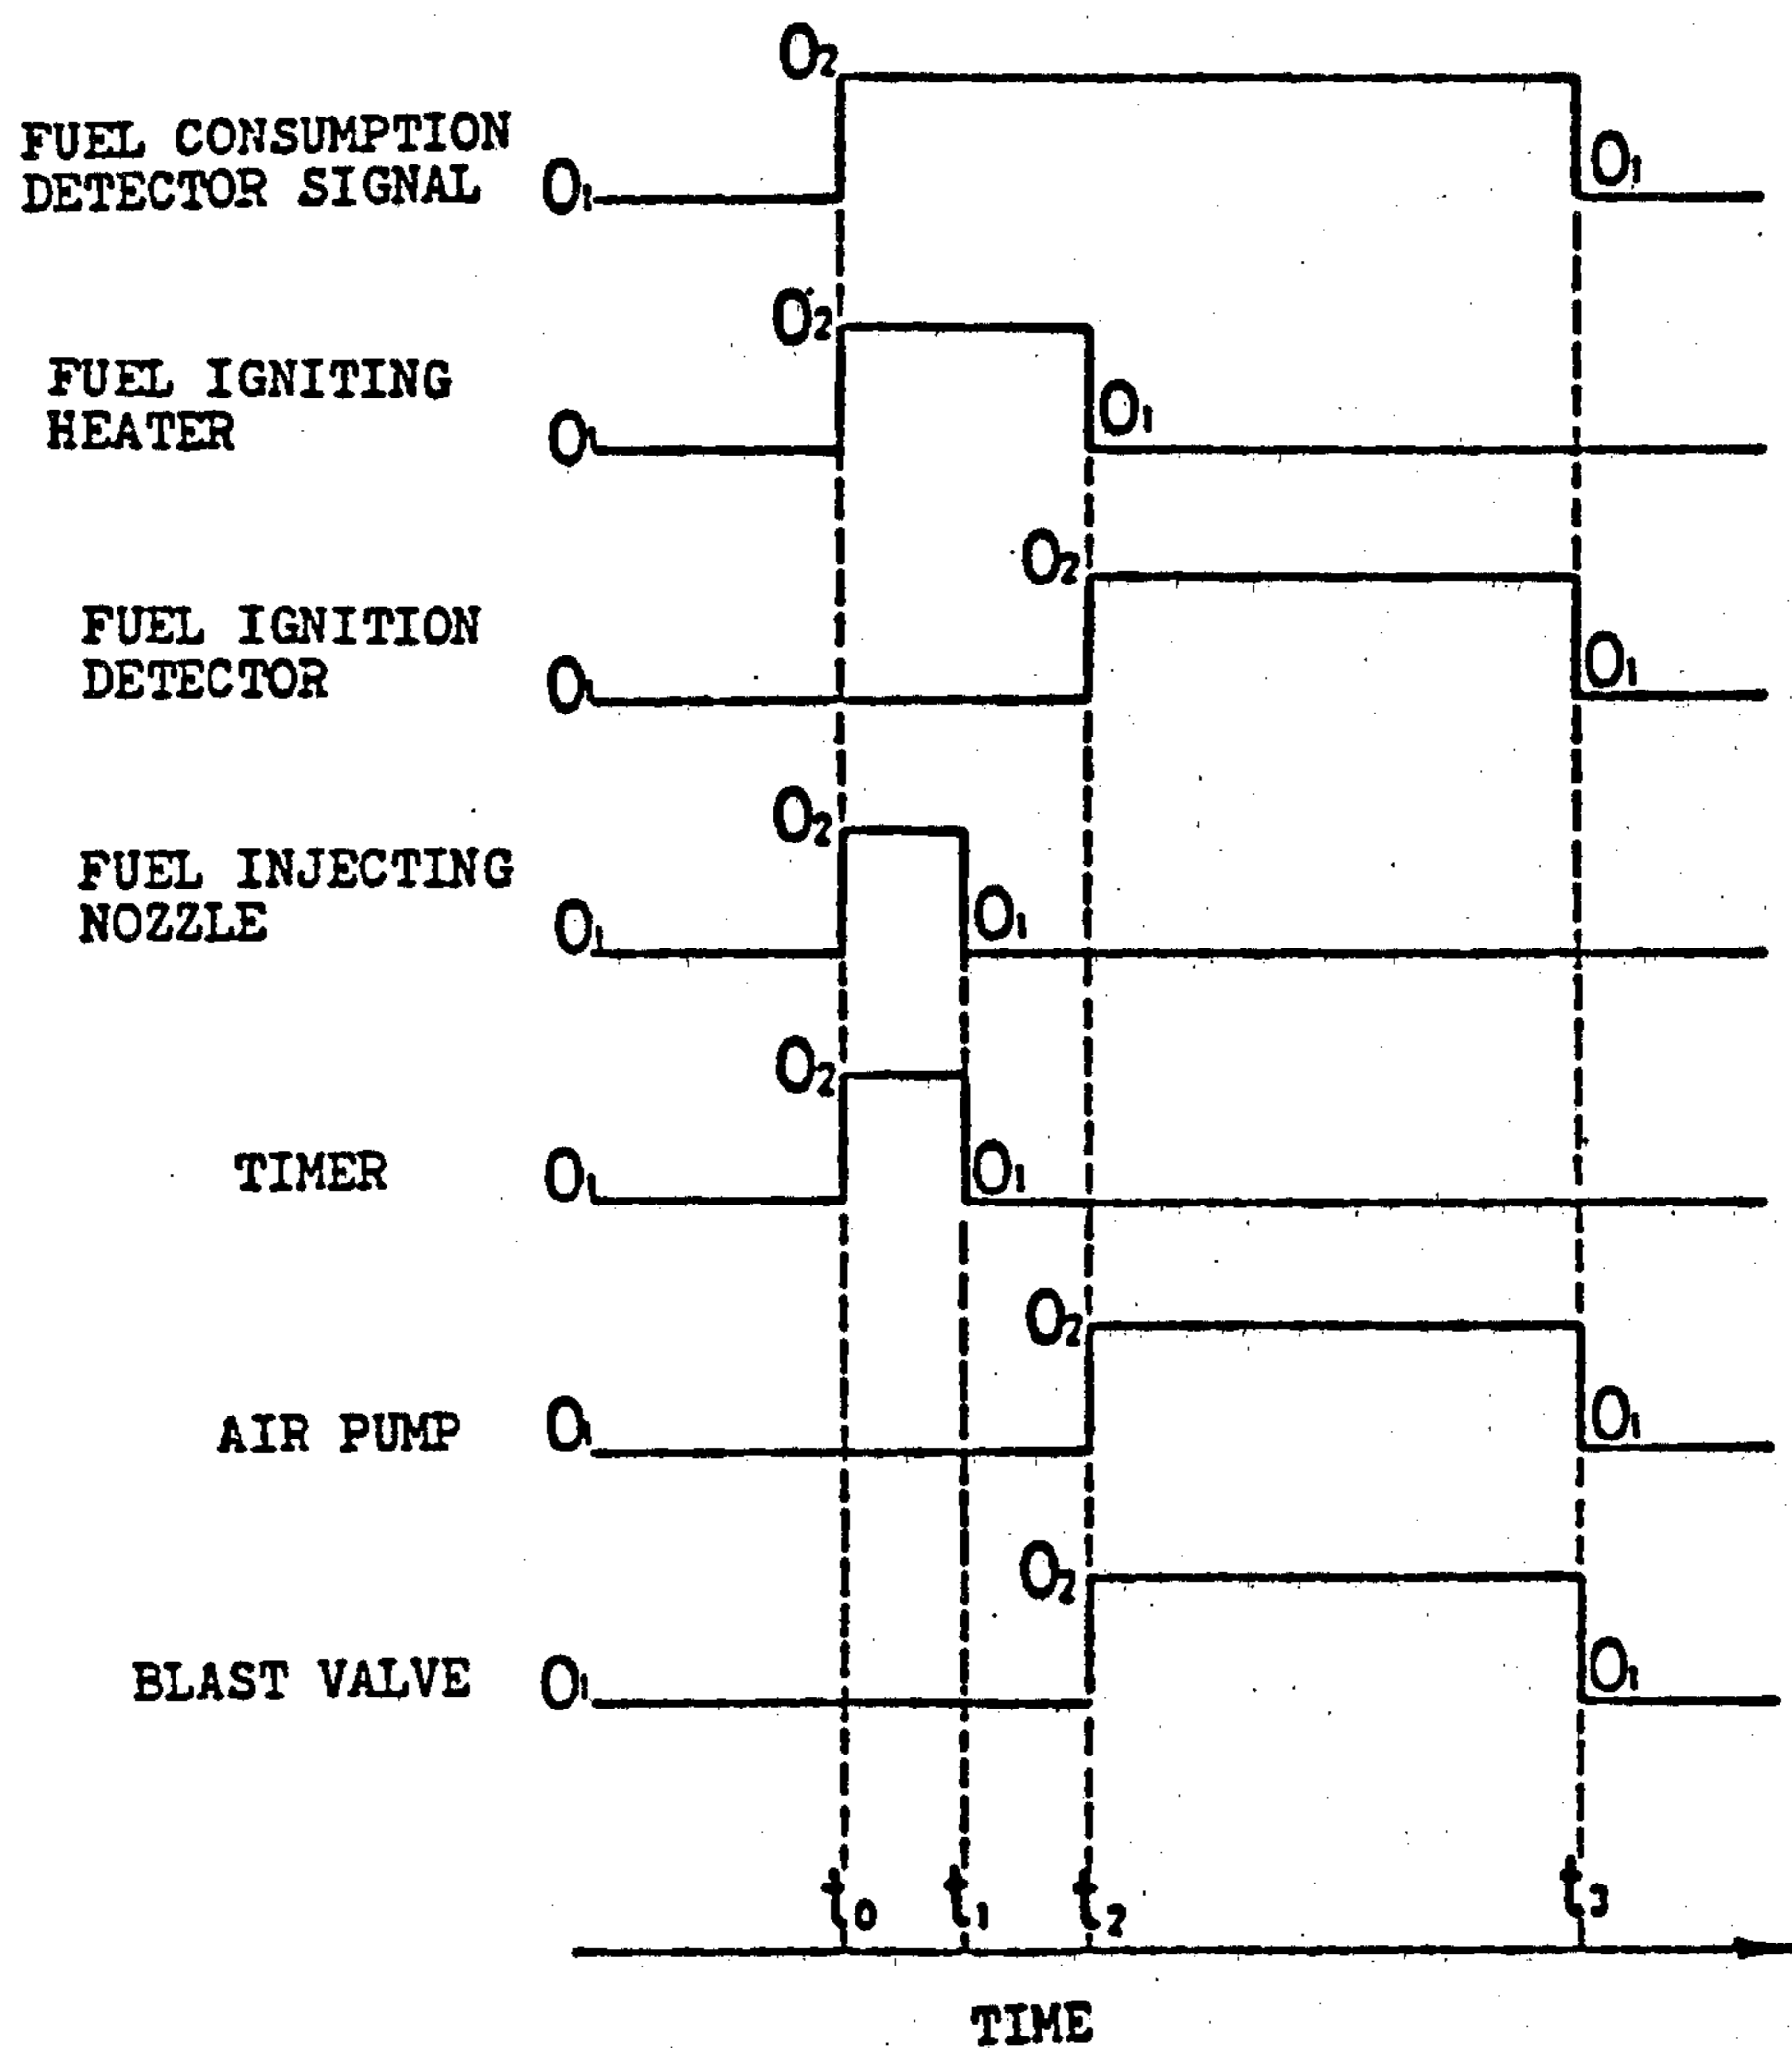 O₂
FUEL CONSUMPTION
DETECTOR SIGNAL O₁ O₁
O₂
FUEL IGNITING
HEATER O₁ O₁
O₂
FUEL IGNITION
DETECTOR O₁ O₁
O₂
FUEL INJECTING
NOZZLE O₁ O₁
O₂
TIMER O₁ O₁
O₂
AIR PUMP O₁ O₁
O₂
BLAST VALVE O₁ O₁
t₀ t₁ t₂ t₃
TIME